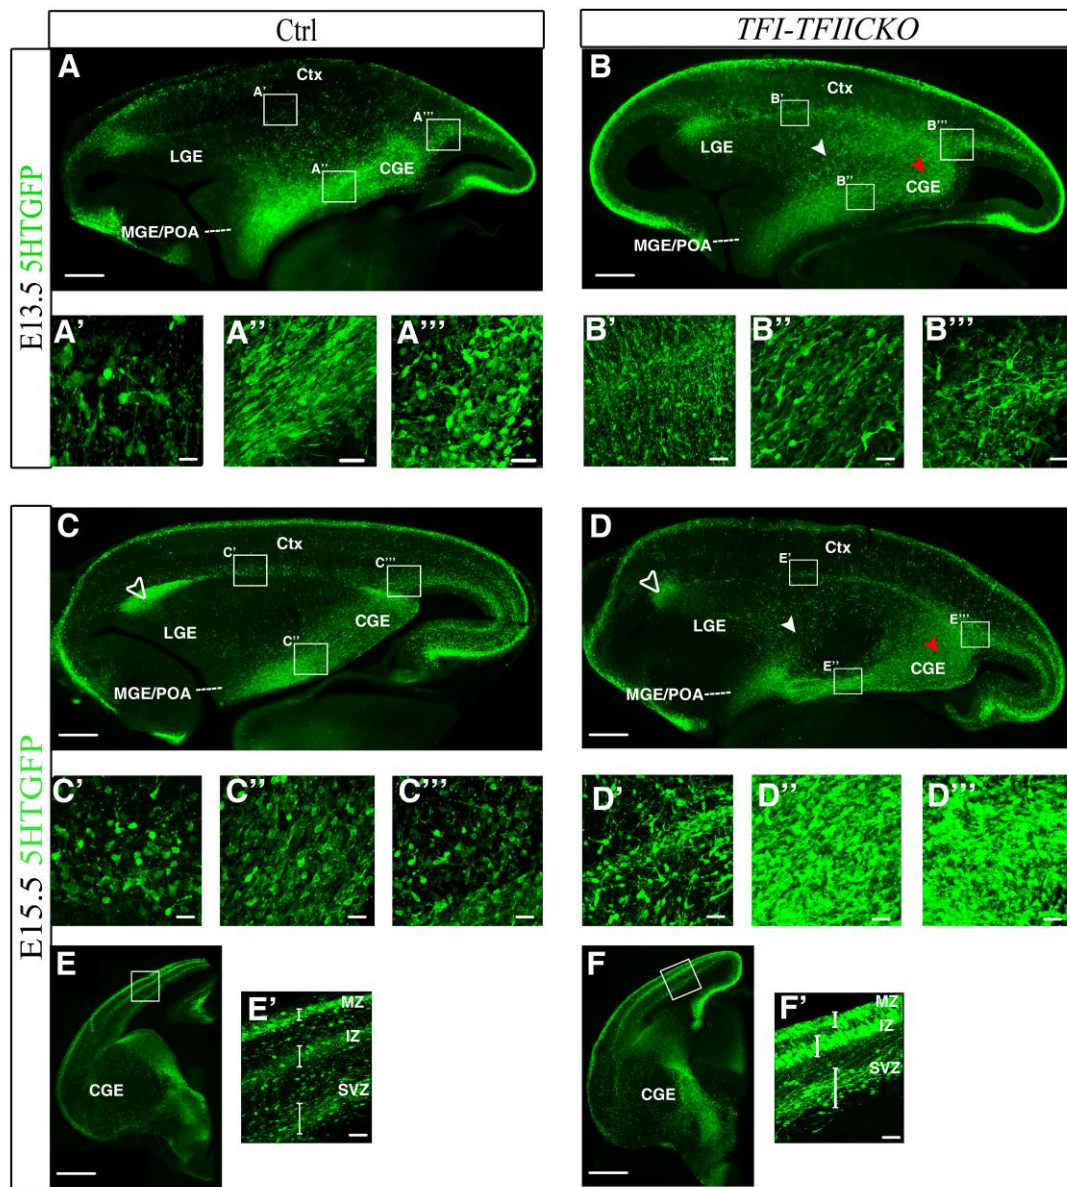 Ctrl
TFI-TFIICKO
E13.5 5HTGFP
A
Ctx
A'
A'''
LGE
CGE
A''
MGE/POA
B
Ctx
B'
B'''
LGE
CGE
B''
MGE/POA
A'
A''
A'''
B'
B''
B'''
E15.5 5HTGFP
C
Ctx
C'
C'''
LGE
CGE
C''
MGE/POA
D
Ctx
E'
E'''
LGE
CGE
E''
MGE/POA
C'
C''
C'''
D'
D''
D'''
E
CGE
E'
MZ
IZ
SVZ
F
CGE
F'
MZ
IZ
SVZ